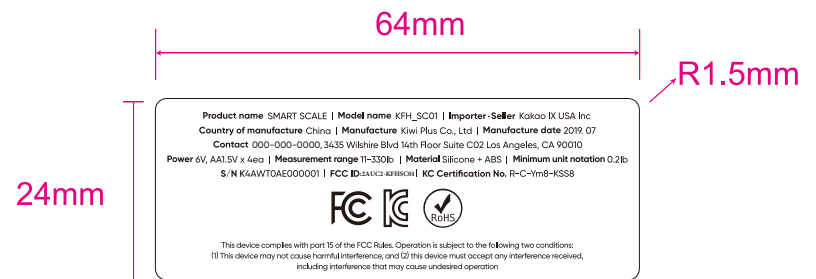 64mm
R1.5mm
24mm
Product name SMART SCALE | Model name KFH_SC01 | Importer·Seller Kakao IX USA Inc
Country of manufacture China | Manufacture Kiwi Plus Co., Ltd | Manufacture date 2019. 07
Contact 000-000-0000, 3435 Wilshire Blvd 14th Floor Suite C02 Los Angeles, CA 90010
Power 6V, AA1.5V x 4ea | Measurement range 11-330lb | Material Silicone + ABS | Minimum unit notation 0.2lb
S/N K4AWT0AE000001 | FCC ID:2AUC2-KFHSC01 | KC Certification No. R-C-Ym8-KSS8
FC KC RoHS
This device complies with part 15 of the FCC Rules. Operation is subject to the following two conditions:
(1) This device may not cause harmful interference, and (2) this device must accept any interference received,
including interference that may cause undesired operation